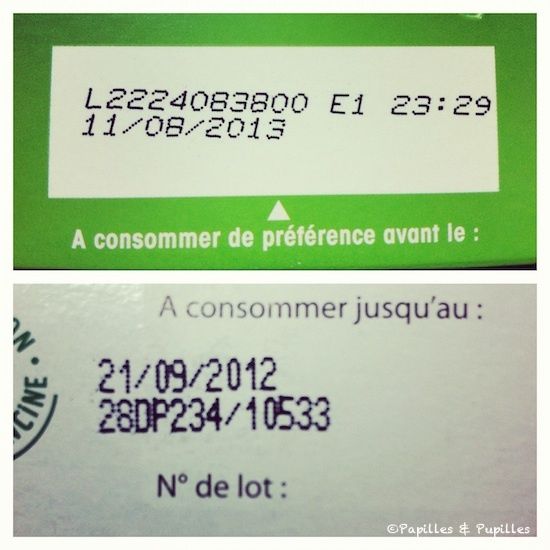 L2224083800 E1 23:29
11/08/2013
A consommer de préférence avant le :
A consommer jusqu'au :
21/09/2012
28DP234/10533
N° de lot :
©Papilles & Pupilles